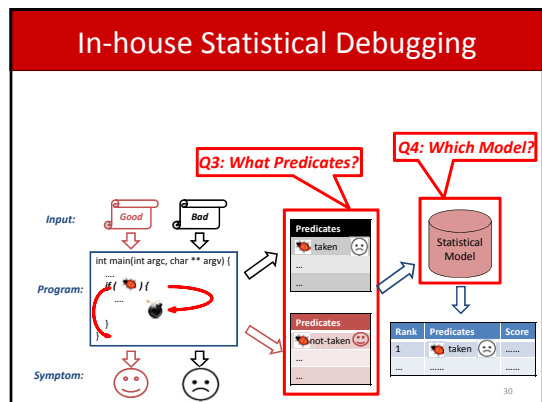 In-house Statistical Debugging
Q3: What Predicates?
Q4: Which Model?
Input:
Good
Bad
Program:
int main(int argc, char ** argv) {
....
if ( ) {
....
}
}
Symptom:
Predicates
taken
...
...
Predicates
not-taken
...
...
Statistical
Model
Rank Predicates Score
1 taken ......
... ...... ......
30